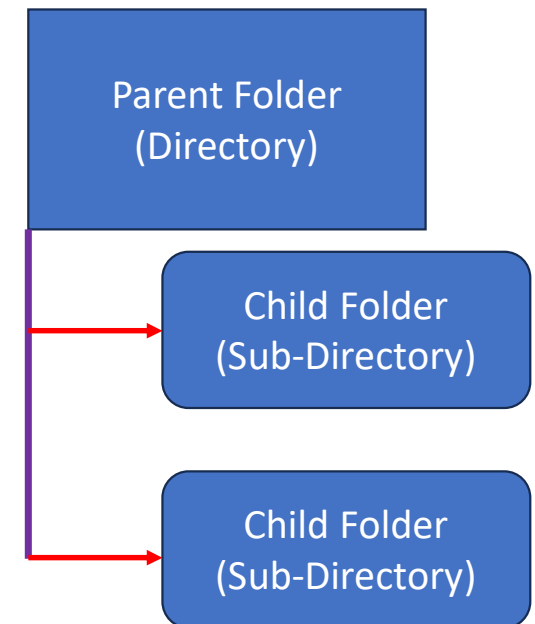 Parent Folder
(Directory)
Child Folder
(Sub-Directory)
Child Folder
(Sub-Directory)